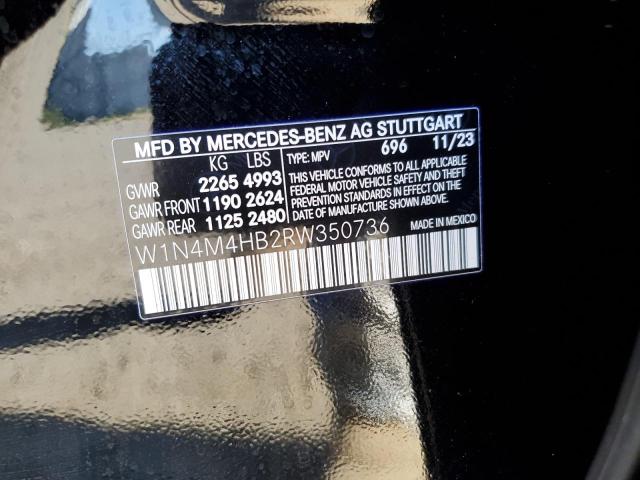 MFD BY MERCEDES-BENZ AG STUTTGART
KG LBS TYPE: MPV 696 11/23
GVWR 2265 4993
GAWR FRONT 1190 2624
GAWR REAR 1125 2480
THIS VEHICLE CONFORMS TO ALL APPLICABLE
FEDERAL MOTOR VEHICLE SAFETY AND THEFT
PREVENTION STANDARDS IN EFFECT ON THE DATE
OF MANUFACTURE SHOWN ABOVE.
W1N4M4HB2RW350736 MADE IN MEXICO